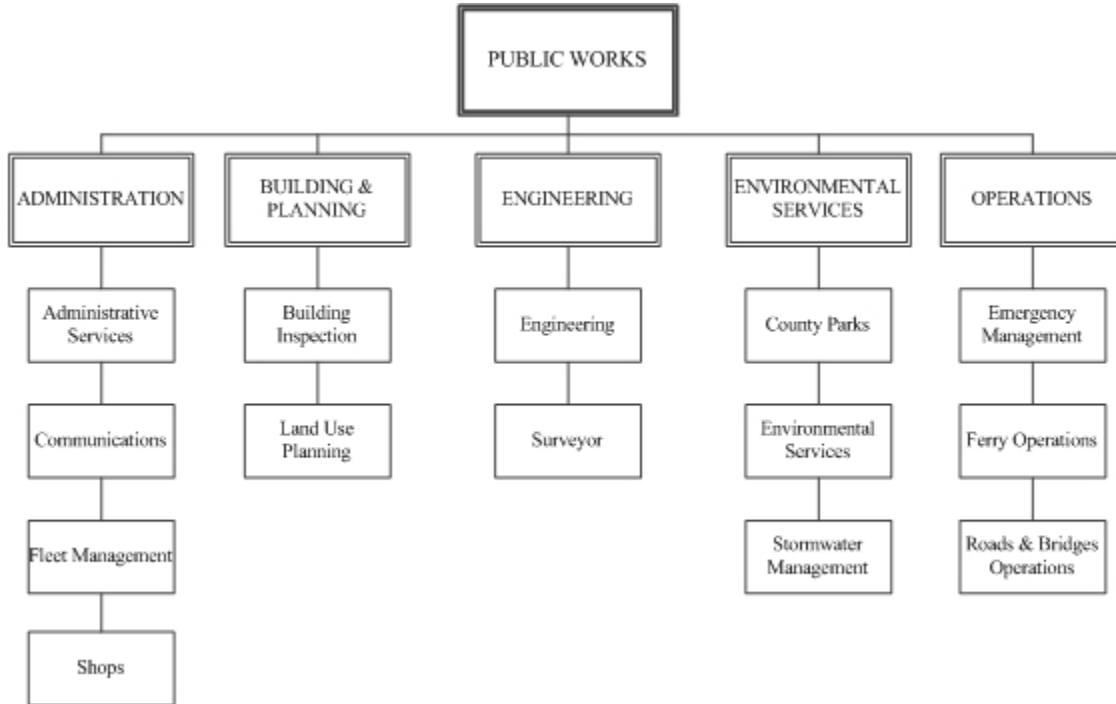 PUBLIC WORKS
ADMINISTRATION
BUILDING &
PLANNING
ENGINEERING
ENVIRONMENTAL
SERVICES
OPERATIONS
Administrative
Services
Communications
Fleet Management
Shops
Building
Inspection
Land Use
Planning
Engineering
Surveyor
County Parks
Environmental
Services
Stormwater
Management
Emergency
Management
Ferry Operations
Roads & Bridges
Operations